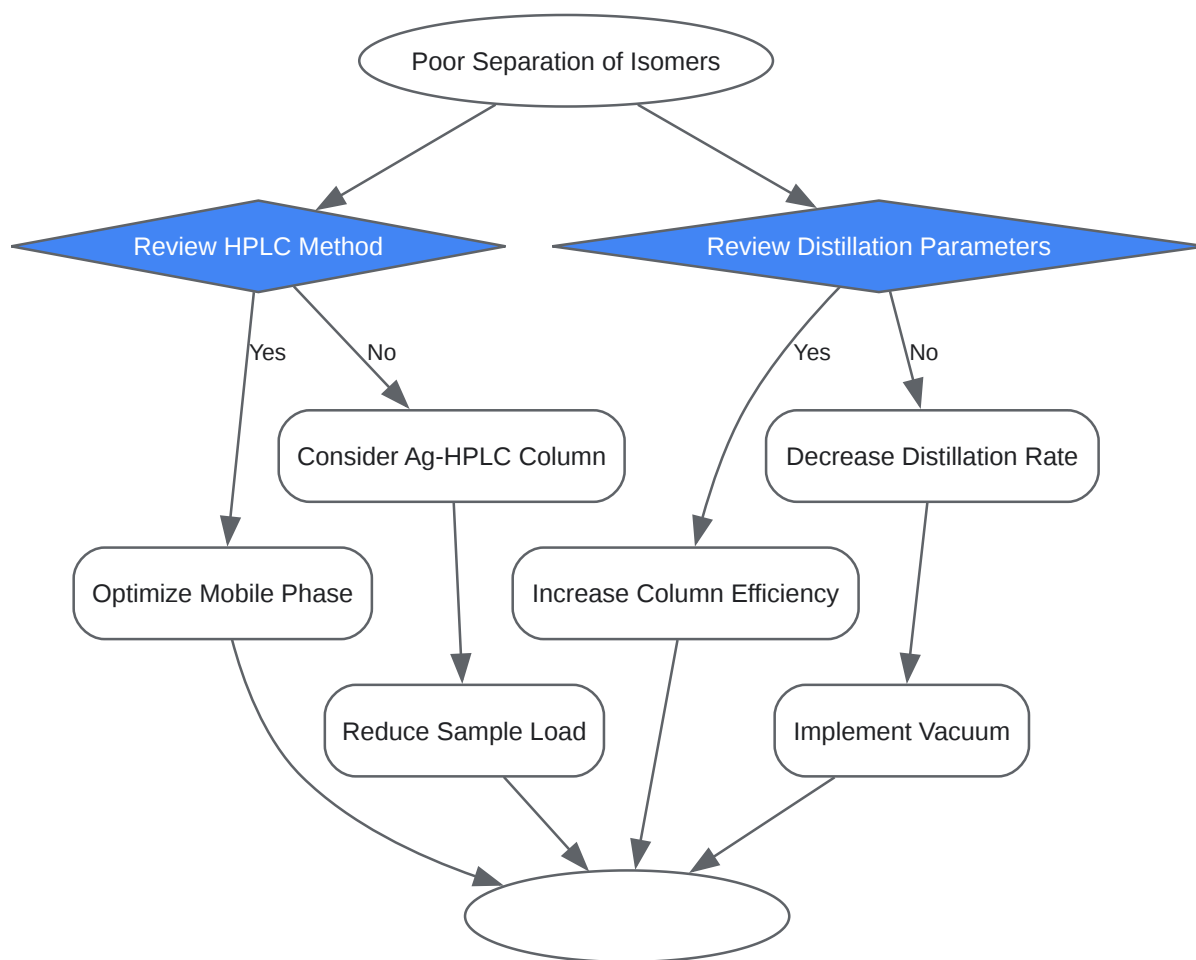 Poor Separation of Isomers
Review HPLC Method
Review Distillation Parameters
Yes
No
Yes
No
Consider Ag-HPLC Column
Decrease Distillation Rate
Optimize Mobile Phase
Increase Column Efficiency
Reduce Sample Load
Implement Vacuum